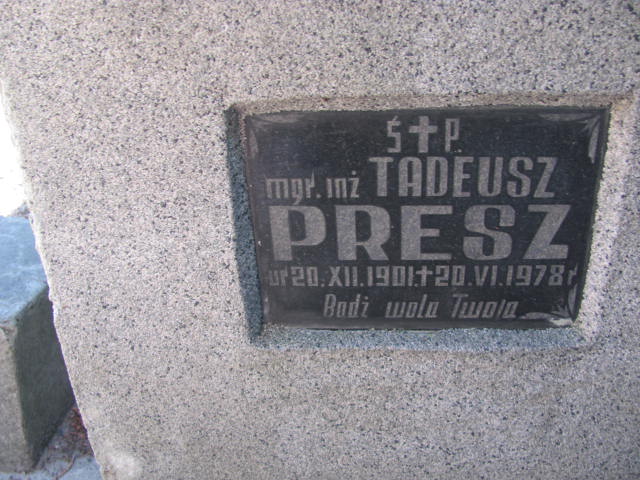 Ś✝P.
mgr. inż TADEUSZ
PRESZ
ur 20.XII.1901.✝20.VI.1978 r
Bądź wola Twoja